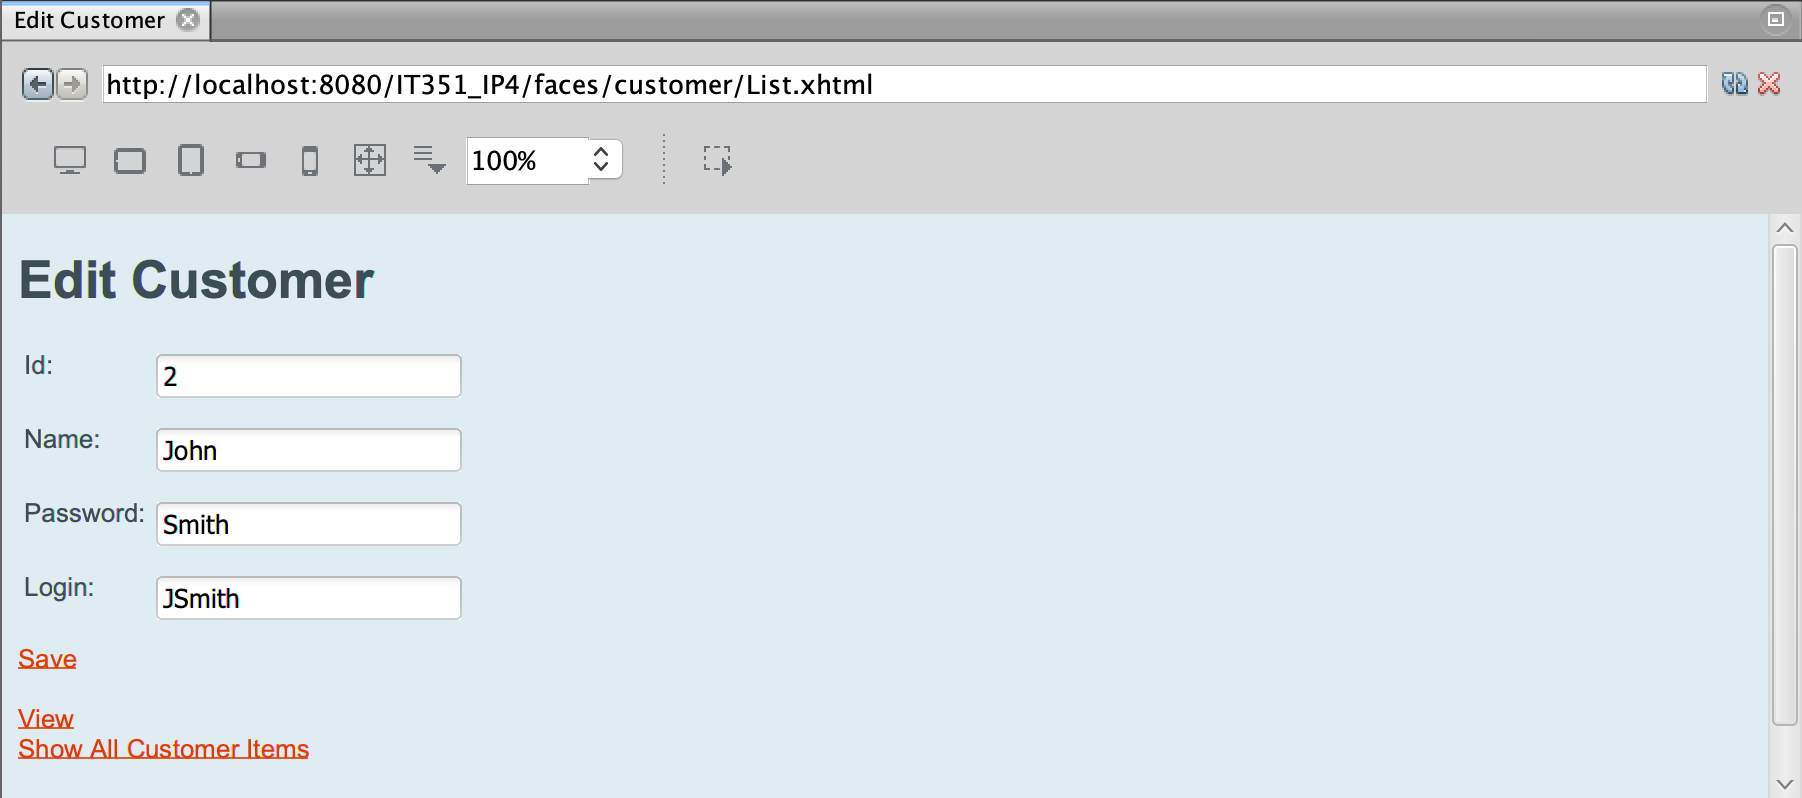 Edit Customer
http://localhost:8080/IT351_IP4/faces/customer/List.xhtml
100%
Edit Customer
Id: 2
Name: John
Password: Smith
Login: JSmith
Save
View
Show All Customer Items